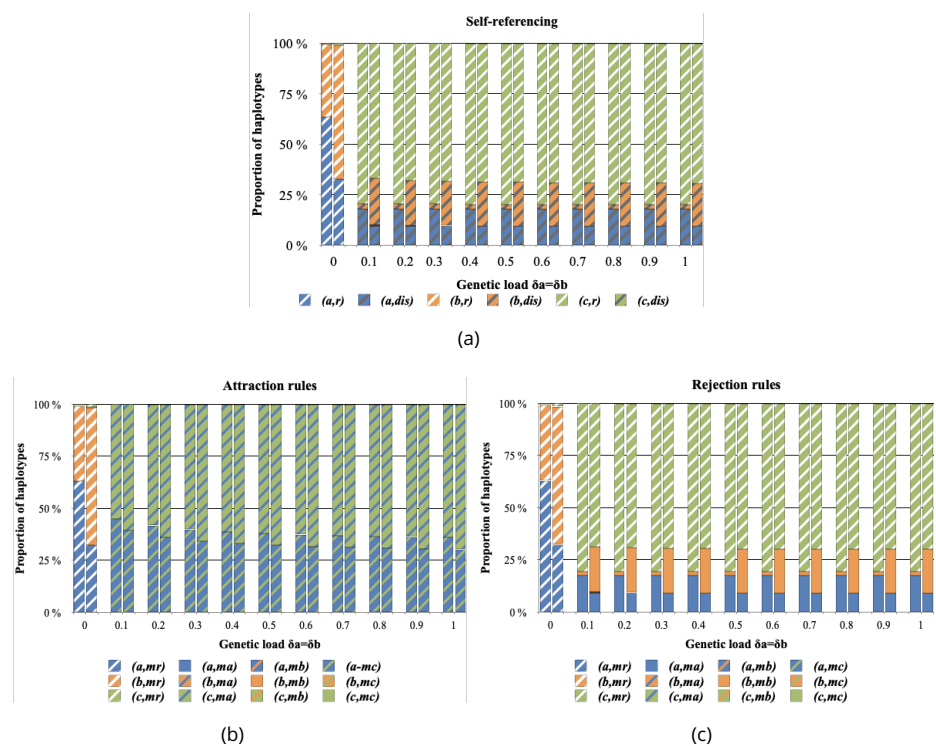 Self-referencing
100 %
75 %
50 %
25 %
0 %
Proportion of haplotypes
0 0.1 0.2 0.3 0.4 0.5 0.6 0.7 0.8 0.9 1
Genetic load δa=δb
(a,r) (a,dis) (b,r) (b,dis) (c,r) (c,dis)
(a)
Attraction rules
100 %
75 %
50 %
25 %
0 %
Proportion of haplotypes
0 0.1 0.2 0.3 0.4 0.5 0.6 0.7 0.8 0.9 1
Genetic load δa=δb
(a,mr) (a,ma) (a,mb) (a-mc)
(b,mr) (b,ma) (b,mb) (b,mc)
(c,mr) (c,ma) (c,mb) (c,mc)
(b)
Rejection rules
100 %
75 %
50 %
25 %
0 %
Proportion of haplotypes
0 0.1 0.2 0.3 0.4 0.5 0.6 0.7 0.8 0.9 1
Genetic load δa=δb
(a,mr) (a,ma) (a,mb) (a,mc)
(b,mr) (b,ma) (b,mb) (b,mc)
(c,mr) (c,ma) (c,mb) (c,mc)
(c)